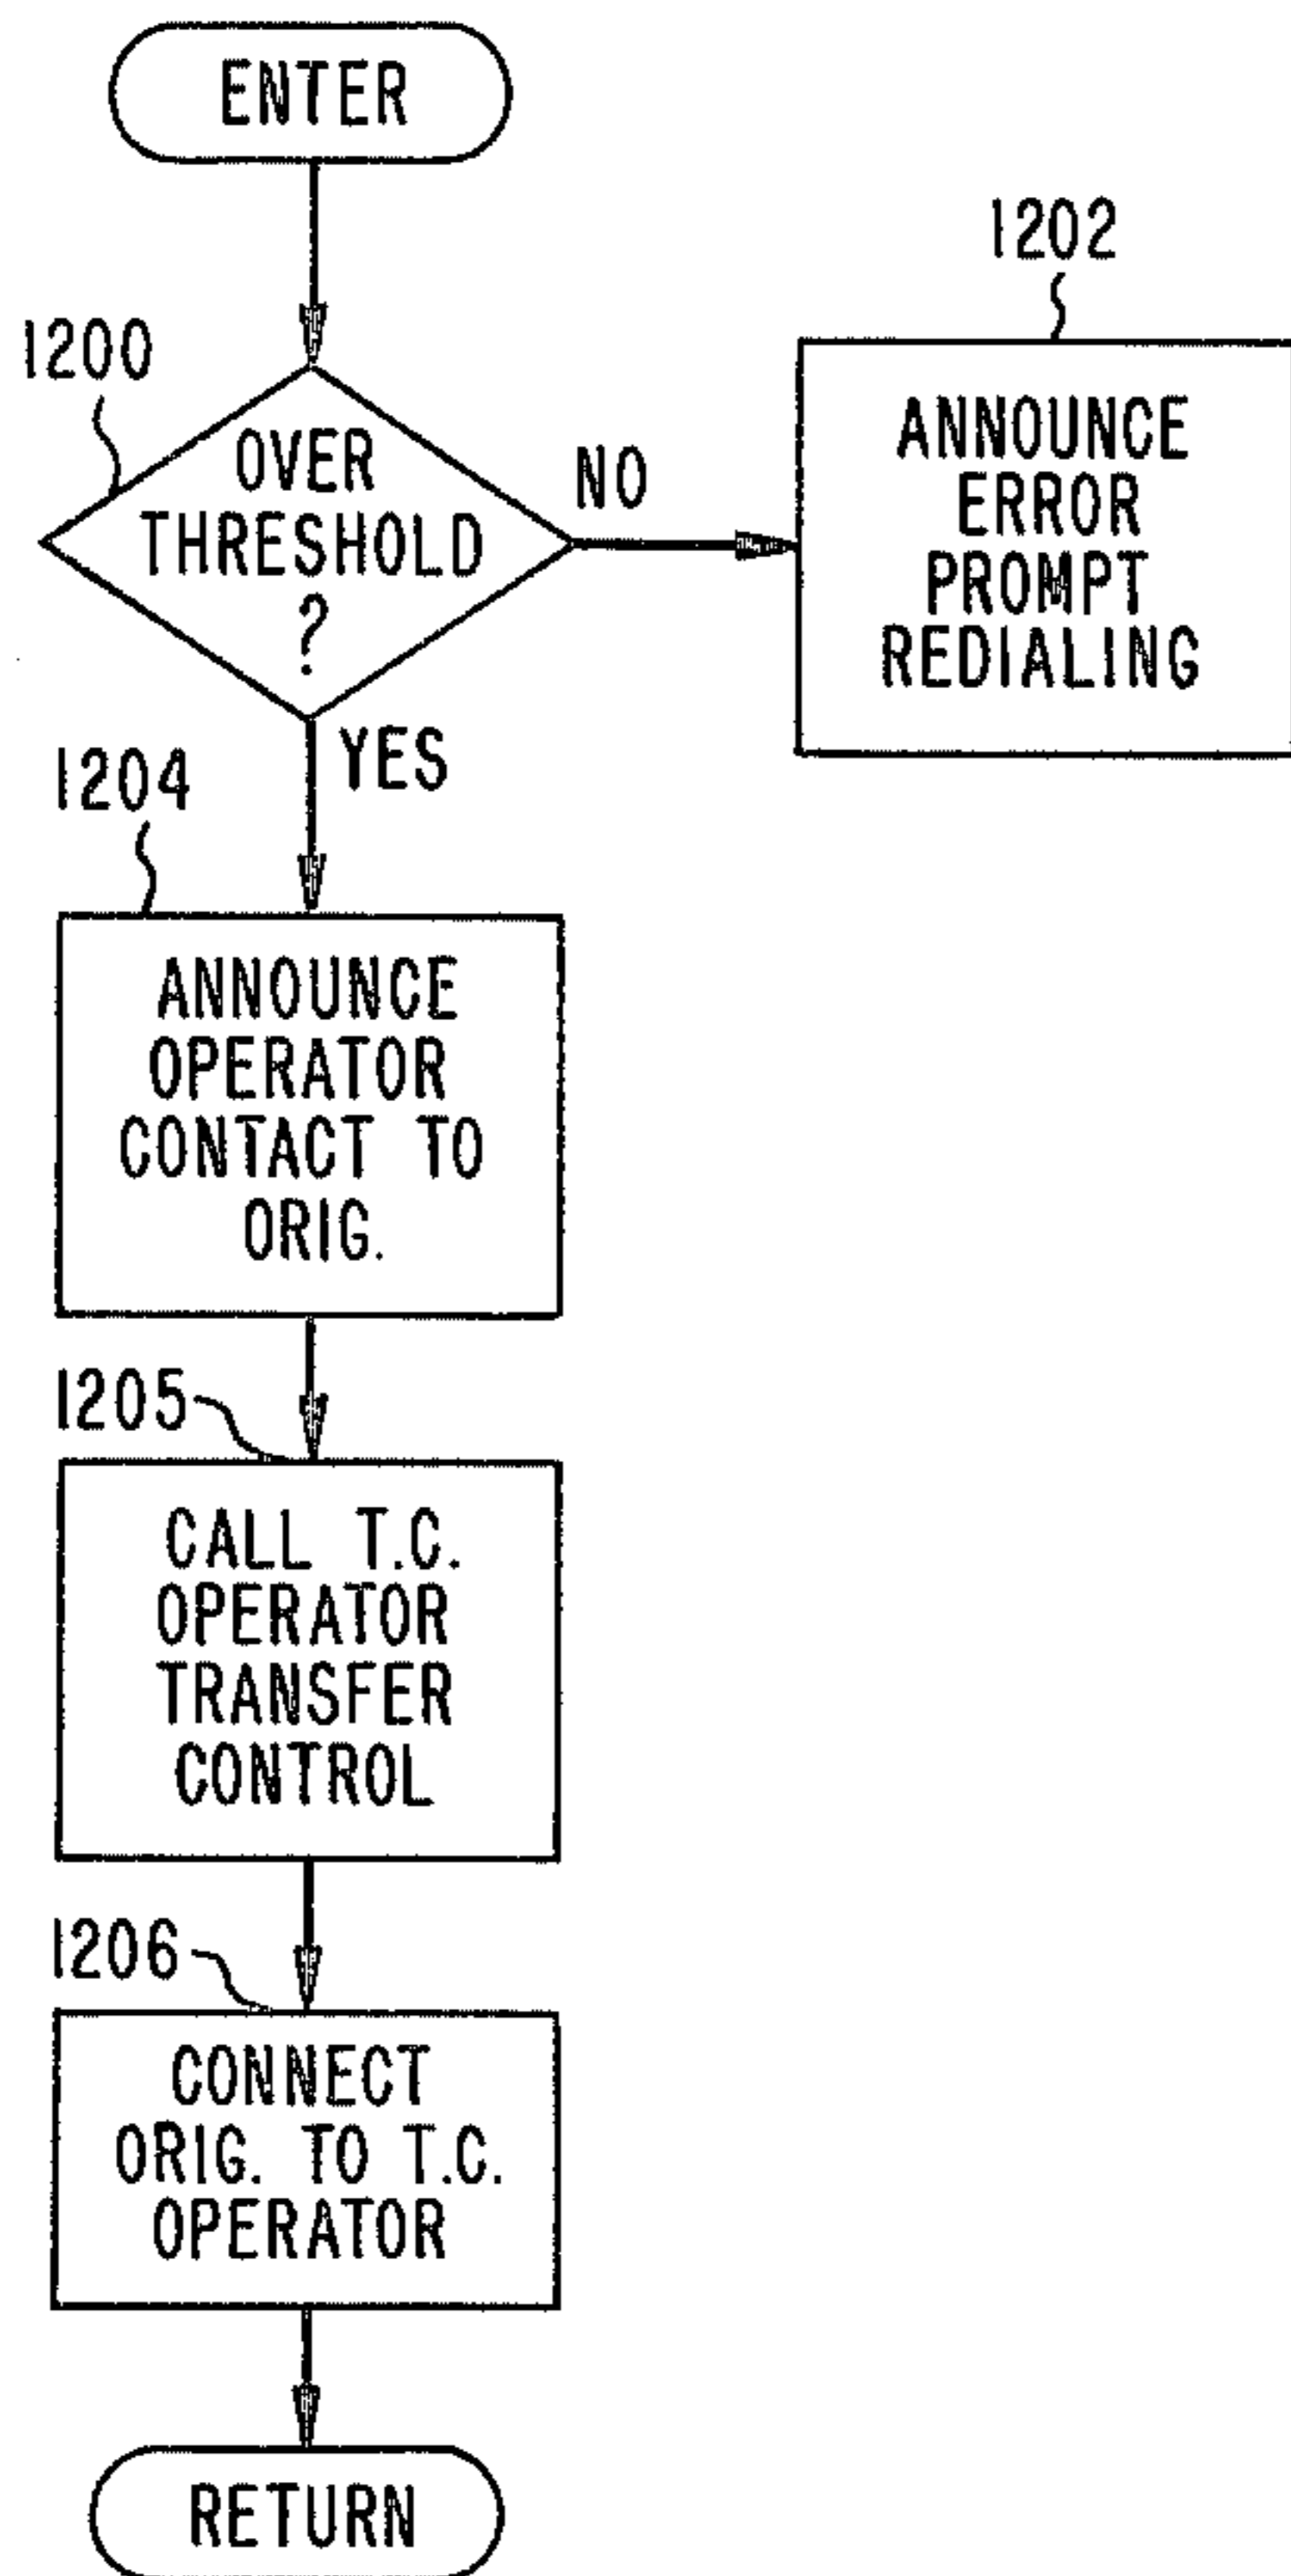 ENTER
1202
1200
OVER
THRESHOLD
?
NO
ANNOUNCE
ERROR
PROMPT
REDIALING
YES
1204
ANNOUNCE
OPERATOR
CONTACT TO
ORIG.
1205
CALL T.C.
OPERATOR
TRANSFER
CONTROL
1206
CONNECT
ORIG. TO T.C.
OPERATOR
RETURN